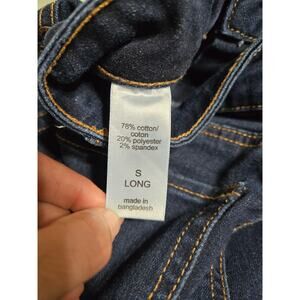 78% cotton/
coton
20% polyester
2% spandex
S
LONG
made in
bangladesh